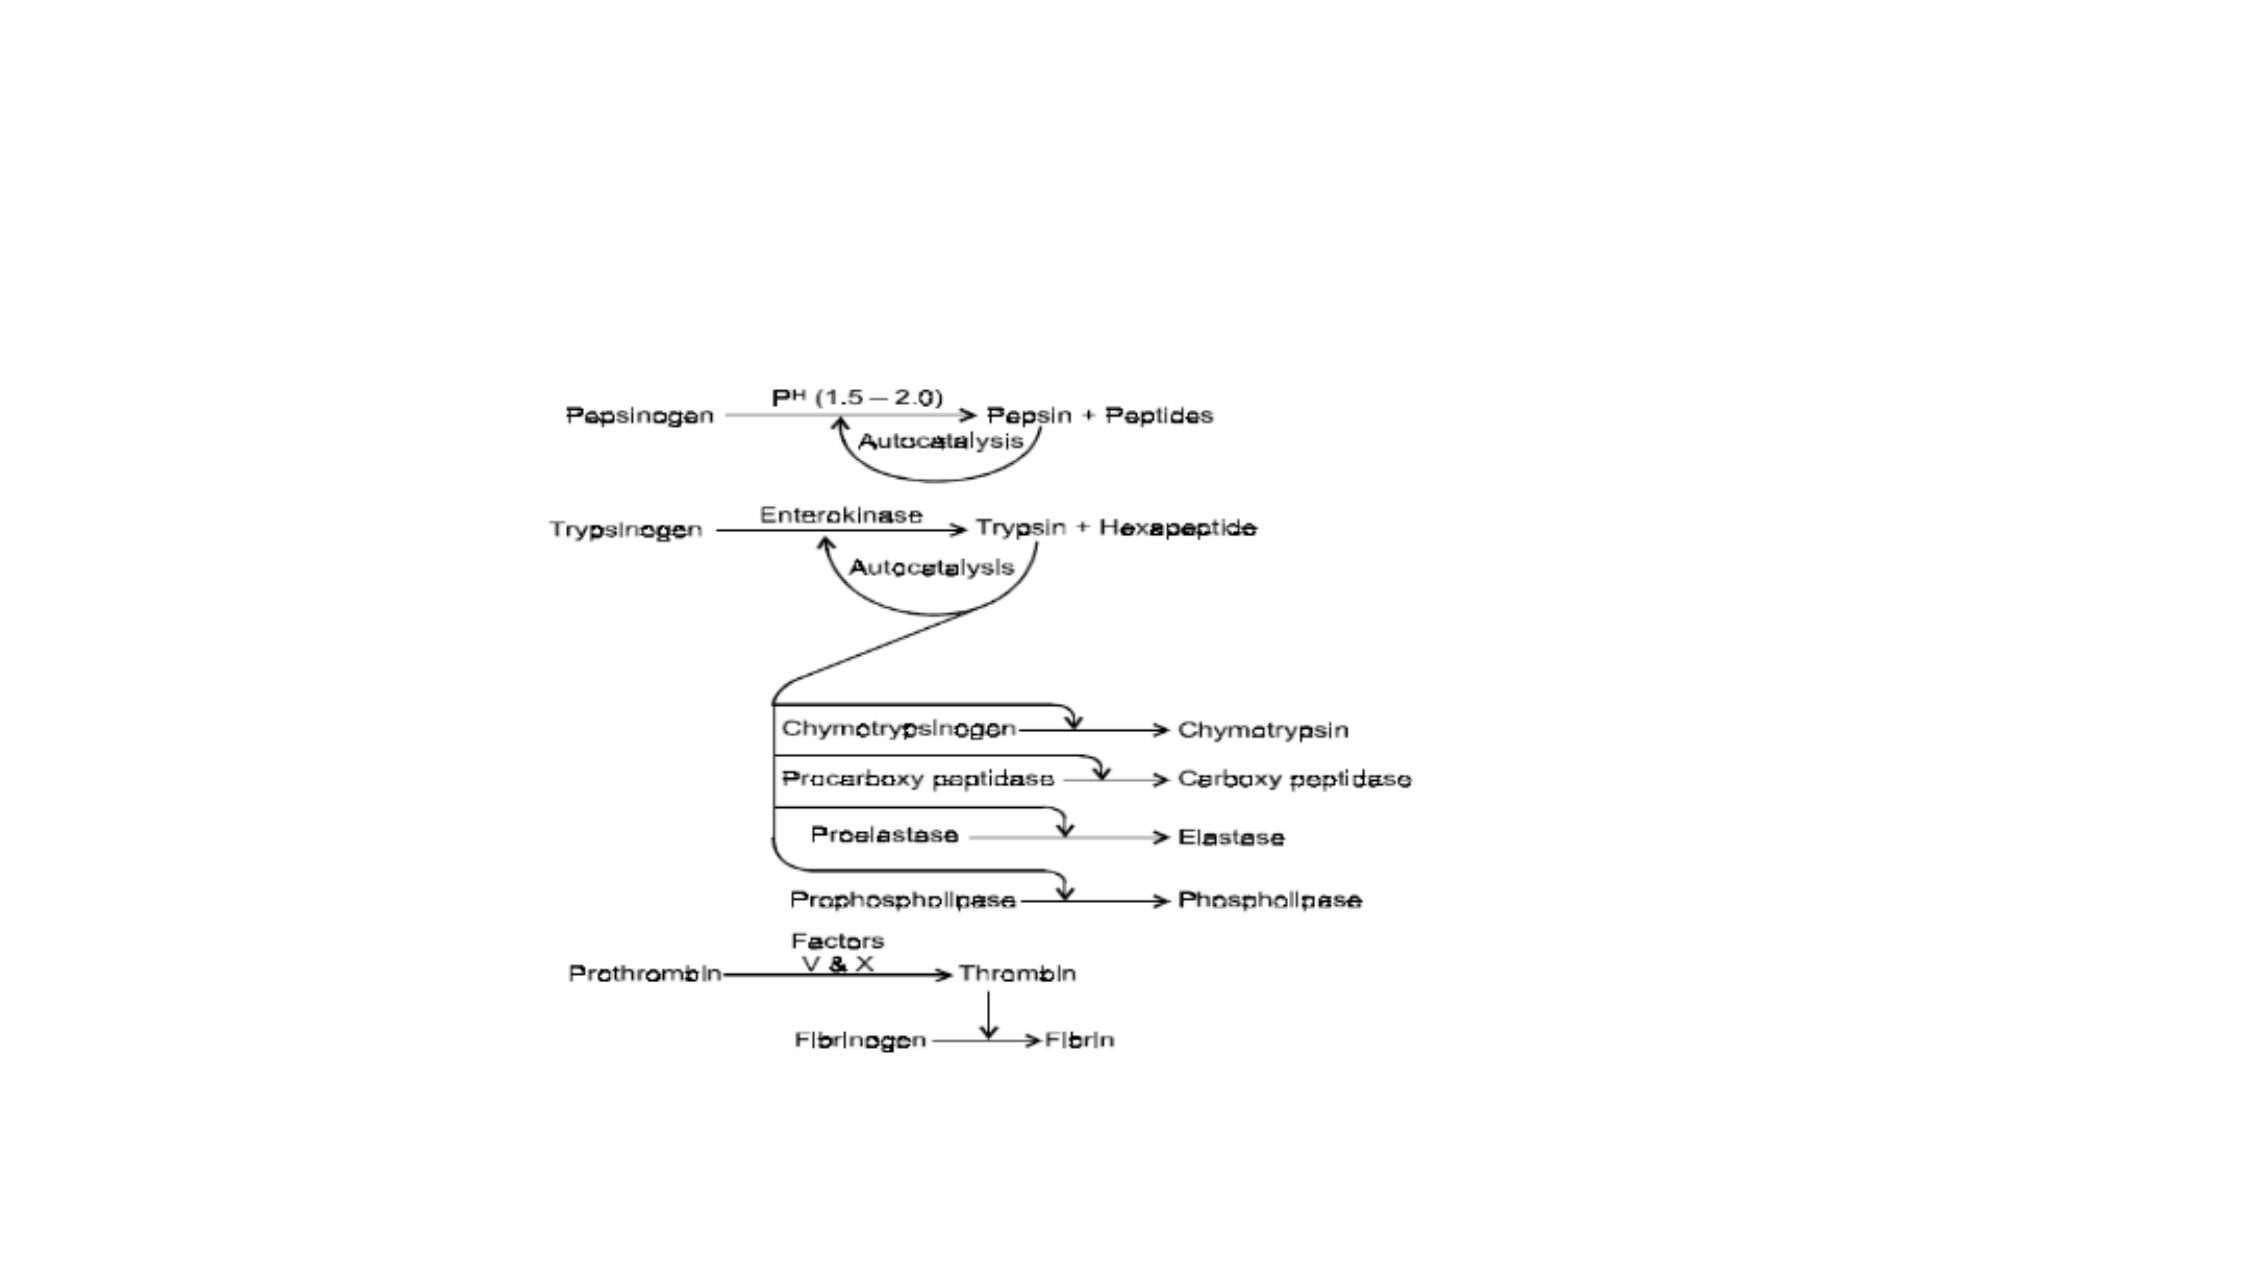 PH (1.5 – 2.0)
Pepsinogen Pepsin + Peptides
Autocatalysis
Enterokinase
Trypsinogen Trypsin + Hexapeptide
Autocatalysis
Chymotrypsinogen Chymotrypsin
Procarboxy peptidase Carboxy peptidase
Proelastase Elastase
Prophospholipase Phospholipase
Factors
V & X
Prothrombin Thrombin
Fibrinogen Fibrin